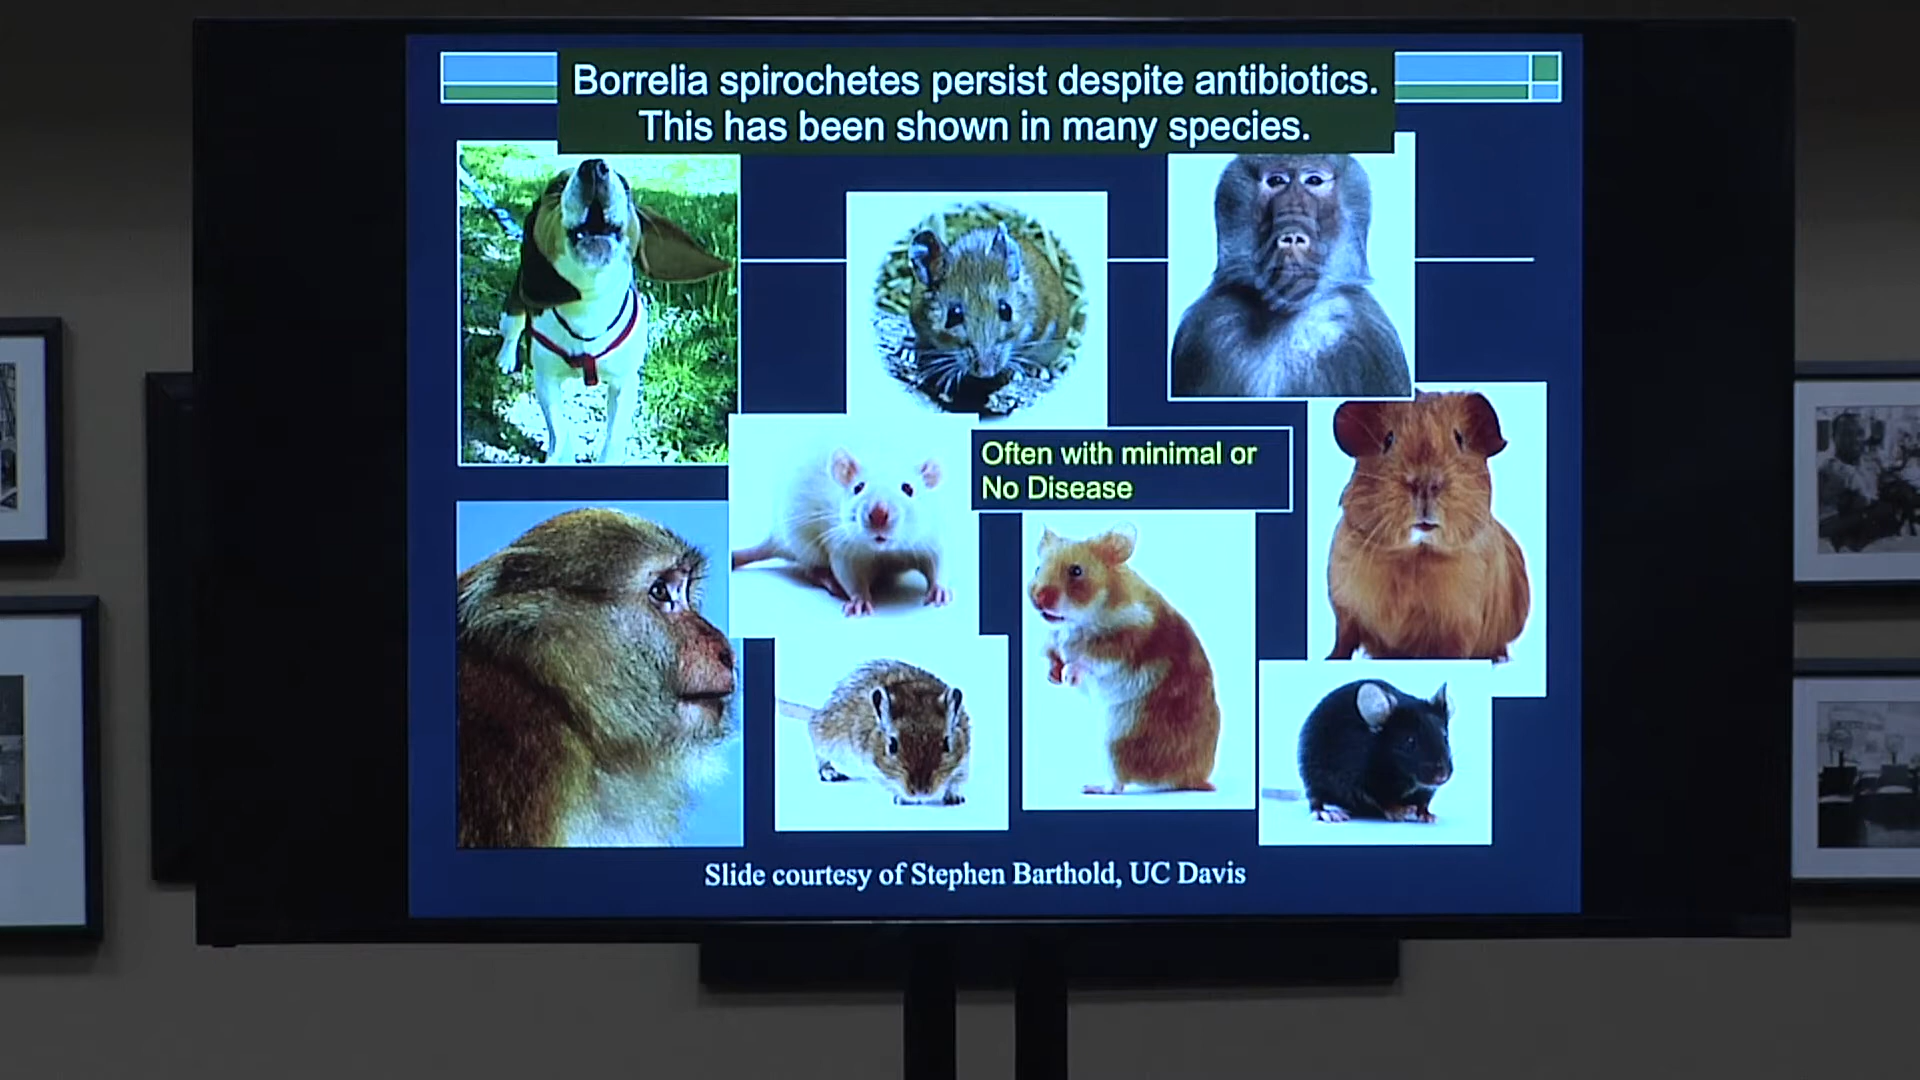 Borrelia spirochetes persist despite antibiotics.
This has been shown in many species.
Often with minimal or
No Disease
Slide courtesy of Stephen Barthold, UC Davis